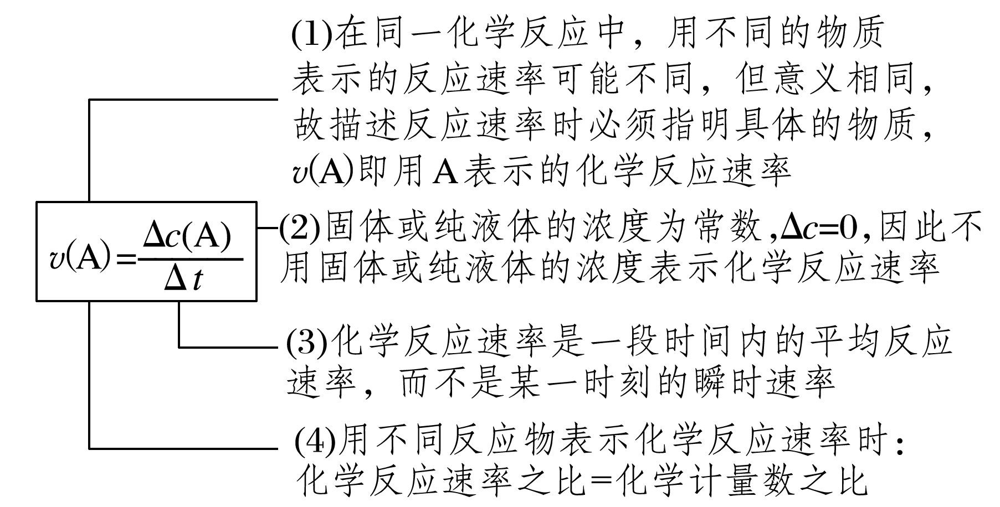 (1)在同一化学反应中，用不同的物质
表示的反应速率可能不同，但意义相同，
故描述反应速率时必须指明具体的物质，
v(A)即用A表示的化学反应速率
v(A)=Δc(A)/Δt
(2)固体或纯液体的浓度为常数,Δc=0,因此不
用固体或纯液体的浓度表示化学反应速率
(3)化学反应速率是一段时间内的平均反应
速率，而不是某一时刻的瞬时速率
(4)用不同反应物表示化学反应速率时：
化学反应速率之比=化学计量数之比